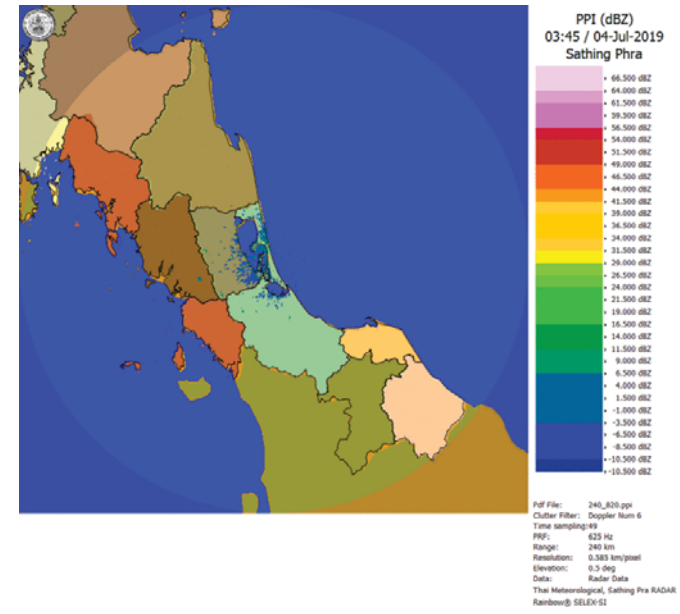 PPI (dBZ)
03:45 / 04-Jul-2019
Sathing Phra
66.500 dBZ
64.000 dBZ
61.500 dBZ
59.500 dBZ
56.500 dBZ
54.000 dBZ
51.500 dBZ
49.000 dBZ
46.500 dBZ
44.000 dBZ
41.500 dBZ
39.000 dBZ
36.500 dBZ
34.000 dBZ
31.500 dBZ
29.000 dBZ
26.500 dBZ
24.000 dBZ
21.500 dBZ
19.000 dBZ
16.500 dBZ
14.000 dBZ
11.500 dBZ
9.000 dBZ
6.500 dBZ
4.000 dBZ
1.500 dBZ
-1.000 dBZ
-3.500 dBZ
-6.500 dBZ
-8.500 dBZ
-10.500 dBZ
-10.500 dBZ
Pdf File: 240_820.ppi
Clutter Filter: Doppler Num 6
Time sampling:49
PRF: 625 Hz
Range: 240 km
Resolution: 0.585 km/pixel
Elevation: 0.5 deg
Data: Radar Data
Thai Meteorological, Sathing Pra RADAR
Rainbow® SELEX-SI